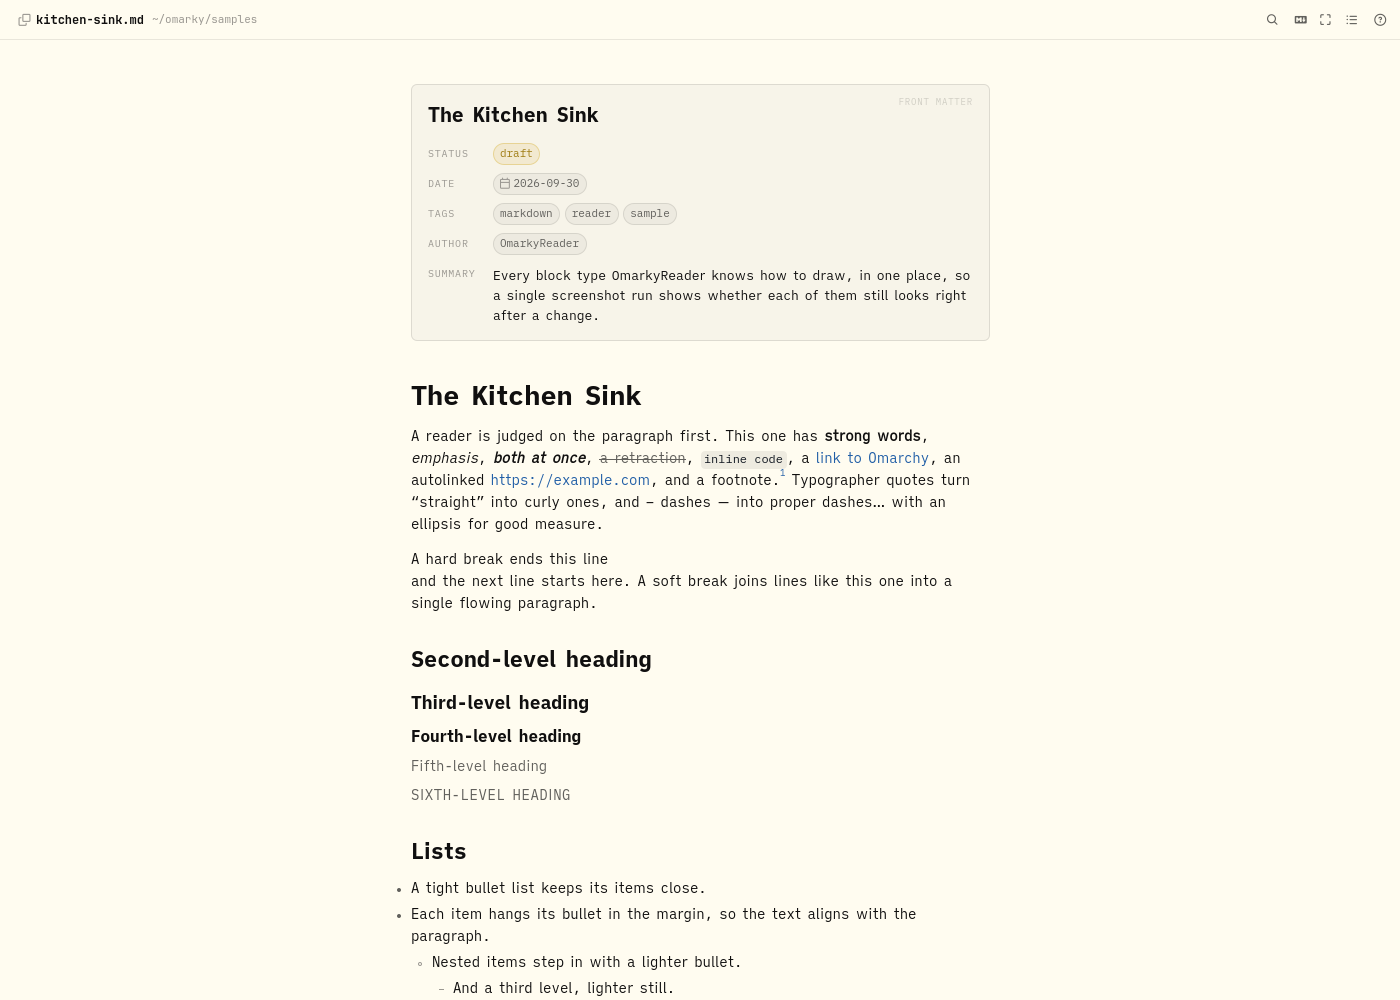 kitchen-sink.md ~/omarky/samples
FRONT MATTER
The Kitchen Sink
STATUS draft
DATE 2026-09-30
TAGS markdown reader sample
AUTHOR OmarkyReader
SUMMARY Every block type OmarkyReader knows how to draw, in one place, so
a single screenshot run shows whether each of them still looks right
after a change.
The Kitchen Sink
A reader is judged on the paragraph first. This one has strong words,
emphasis, both at once, a retraction, inline code, a link to Omarchy, an
autolinked https://example.com, and a footnote.1 Typographer quotes turn
“straight” into curly ones, and – dashes — into proper dashes… with an
ellipsis for good measure.
A hard break ends this line
and the next line starts here. A soft break joins lines like this one into a
single flowing paragraph.
Second-level heading
Third-level heading
Fourth-level heading
Fifth-level heading
SIXTH-LEVEL HEADING
Lists
• A tight bullet list keeps its items close.
• Each item hangs its bullet in the margin, so the text aligns with the
paragraph.
◦ Nested items step in with a lighter bullet.
– And a third level, lighter still.